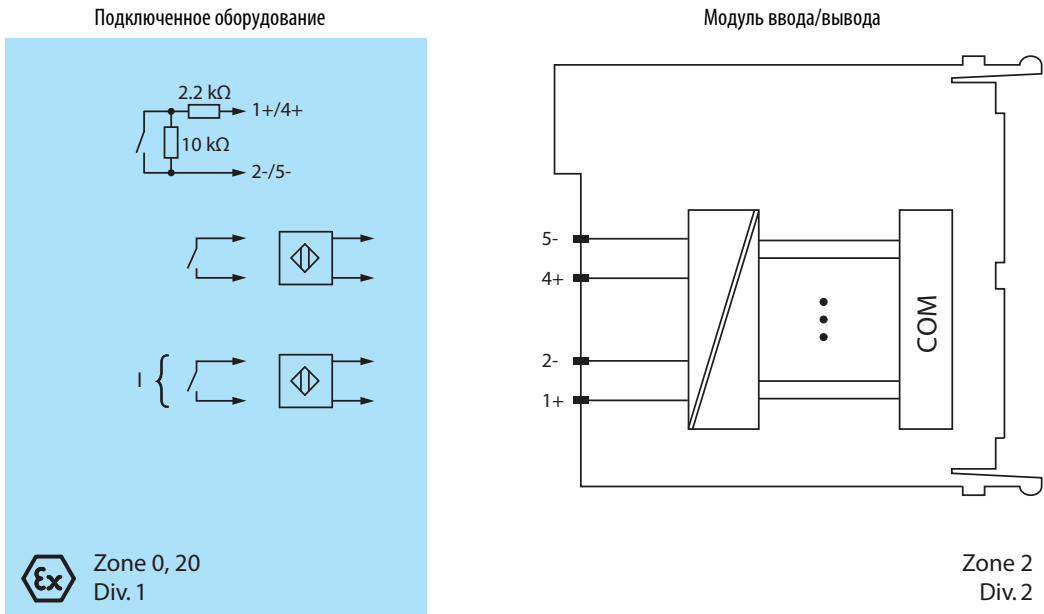 Подключенное оборудование
Модуль ввода/вывода
2.2 kΩ
1+/4+
10 kΩ
2-/5-
I
5-
4+
2-
1+
COM
Ex
Zone 0, 20
Div. 1
Zone 2
Div. 2